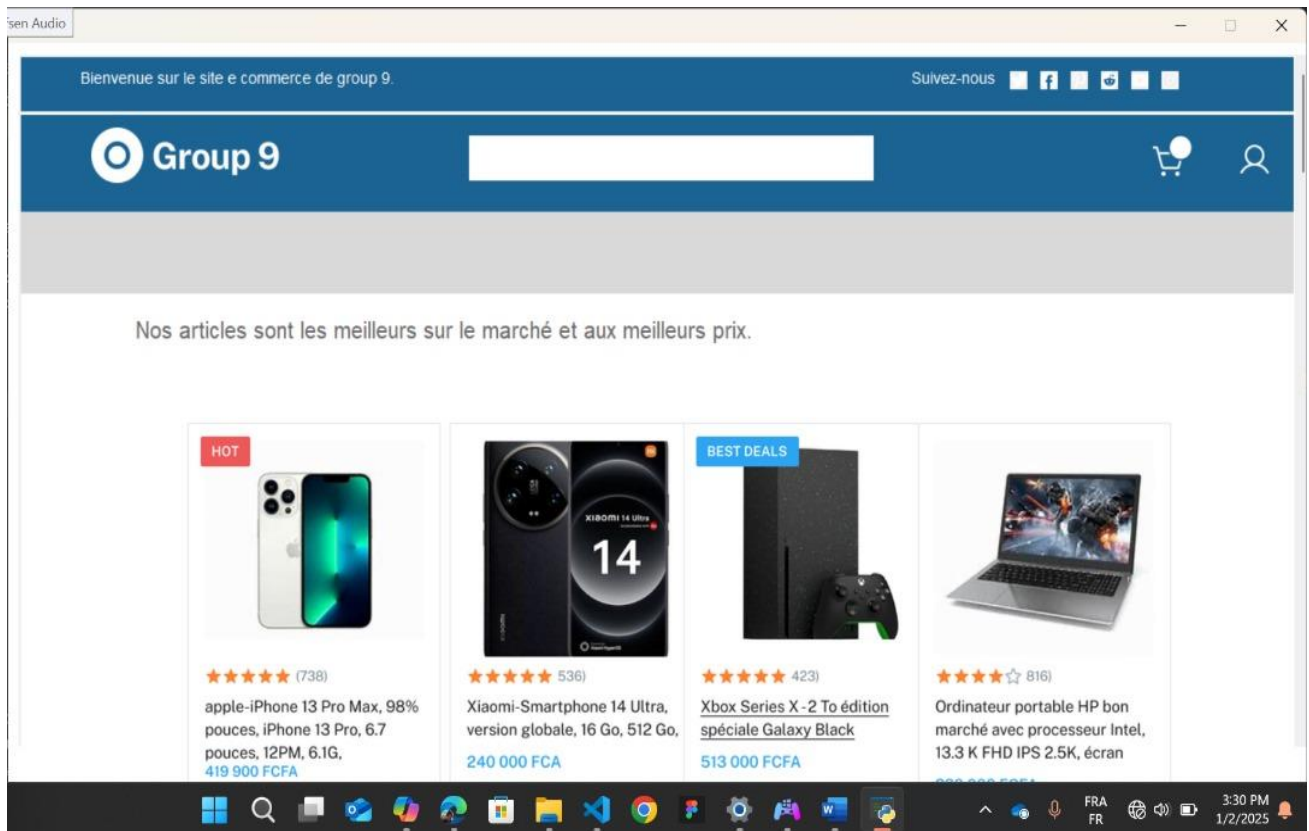 sen Audio
Bienvenue sur le site e commerce de group 9.
Suivez-nous
Group 9
Nos articles sont les meilleurs sur le marché et aux meilleurs prix.
HOT
(738)
apple-iPhone 13 Pro Max, 98%
pouces, iPhone 13 Pro, 6.7
pouces, 12PM, 6.1G,
419 900 FCFA
XIAOMI 14 Ultra
14
xiaomi
536)
Xiaomi-Smartphone 14 Ultra,
version globale, 16 Go, 512 Go,
240 000 FCA
BEST DEALS
423)
Xbox Series X - 2 To édition
spéciale Galaxy Black
513 000 FCFA
816)
Ordinateur portable HP bon
marché avec processeur Intel,
13.3 K FHD IPS 2.5K, écran
FRA
FR
3:30 PM
1/2/2025